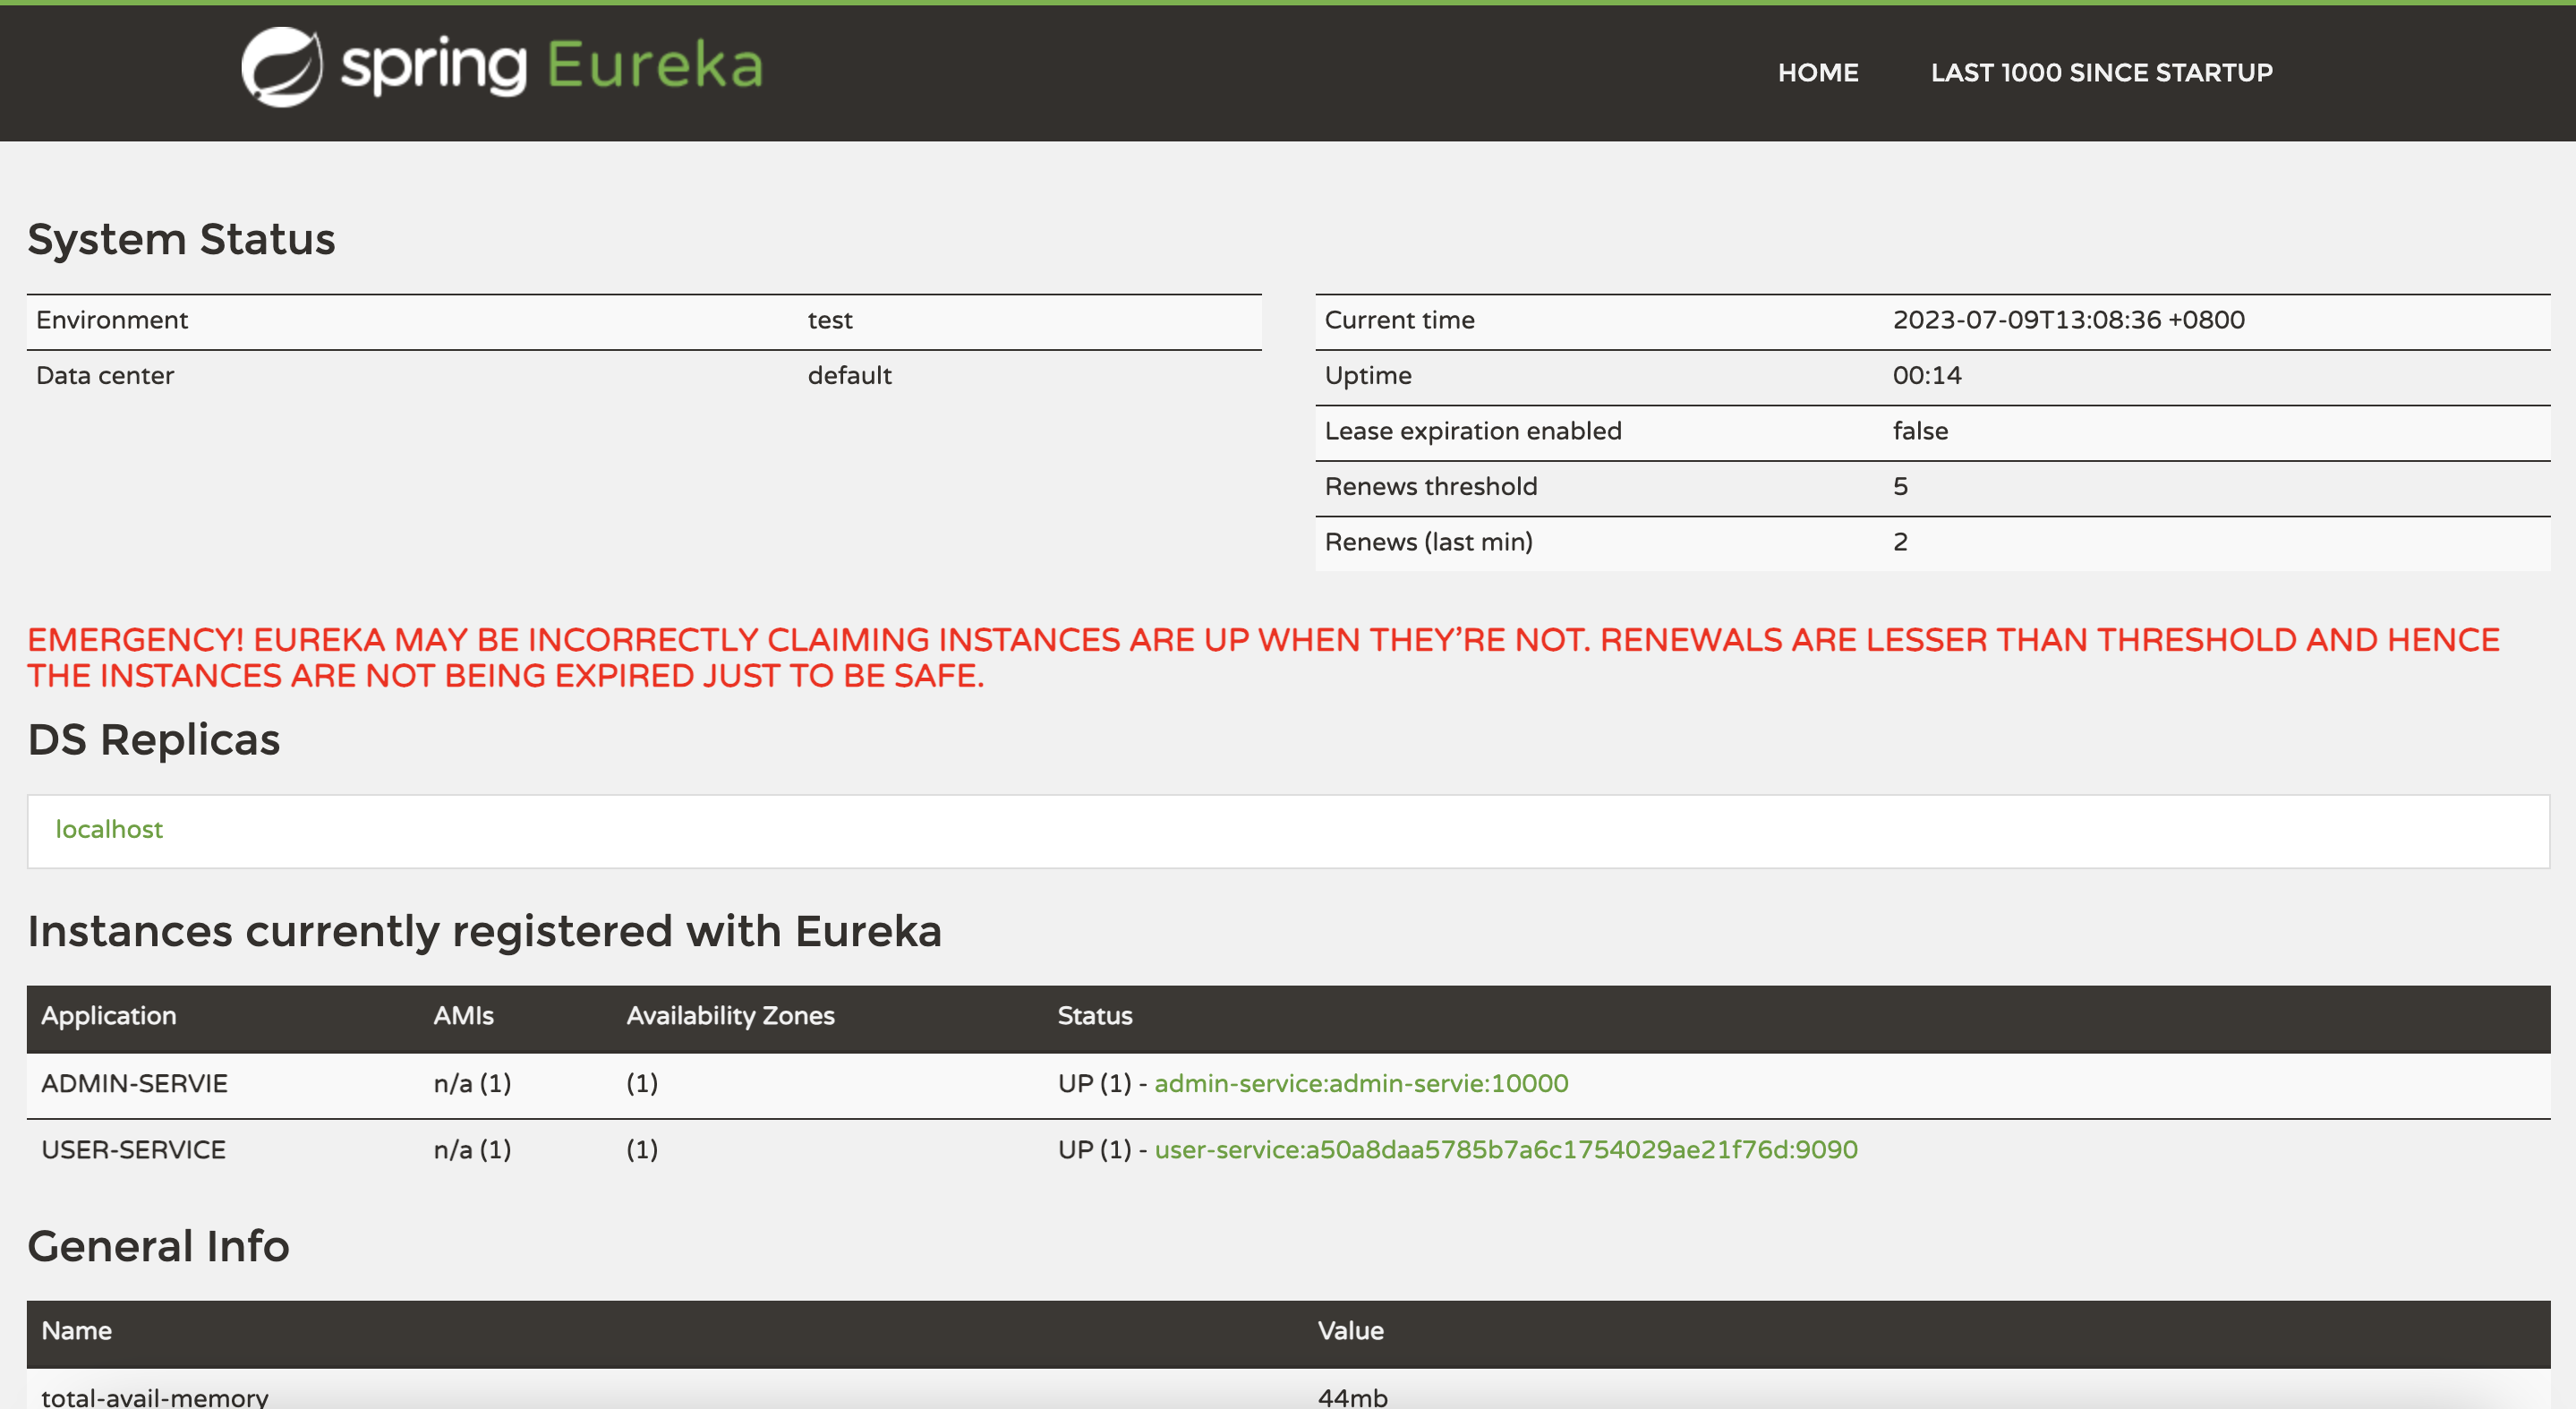 spring Eureka
HOME LAST 1000 SINCE STARTUP
System Status
Environment test
Data center default
Current time 2023-07-09T13:08:36 +0800
Uptime 00:14
Lease expiration enabled false
Renews threshold 5
Renews (last min) 2
EMERGENCY! EUREKA MAY BE INCORRECTLY CLAIMING INSTANCES ARE UP WHEN THEY'RE NOT. RENEWALS ARE LESSER THAN THRESHOLD AND HENCE
THE INSTANCES ARE NOT BEING EXPIRED JUST TO BE SAFE.
DS Replicas
localhost
Instances currently registered with Eureka
Application AMIs Availability Zones Status
ADMIN-SERVIE n/a (1) (1) UP (1) - admin-service:admin-servie:10000
USER-SERVICE n/a (1) (1) UP (1) - user-service:a50a8daa5785b7a6c1754029ae21f76d:9090
General Info
Name Value
total-avail-memory 44mb